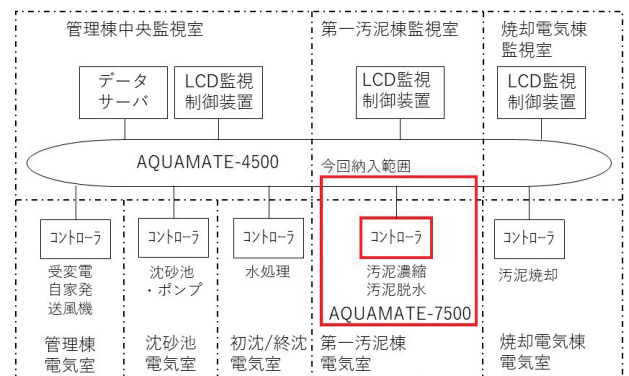 管理棟中央監視室
第一汚泥棟監視室
焼却電気棟
監視室
データ
サーバ
LCD監視
制御装置
LCD監視
制御装置
LCD監視
制御装置
AQUAMATE-4500
今回納入範囲
コントローラ
コントローラ
コントローラ
コントローラ
コントローラ
受変電
自家発
送風機
沈砂池
・ポンプ
水処理
汚泥濃縮
汚泥脱水
汚泥焼却
AQUAMATE-7500
管理棟
電気室
沈砂池
電気室
初沈/終沈
電気室
第一汚泥棟
電気室
焼却電気棟
電気室